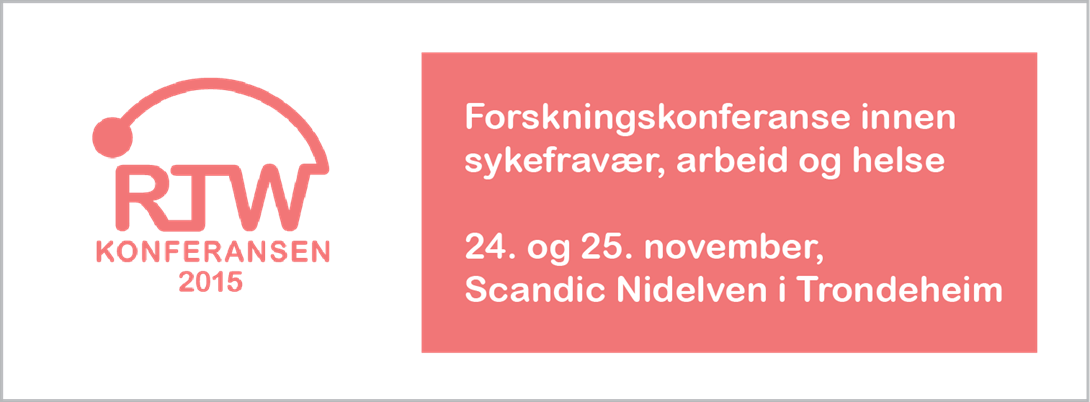 RTW
KONFERANSEN
2015
Forskningskonferanse innen
sykefravær, arbeid og helse
24. og 25. november,
Scandic Nidelven i Trondeheim